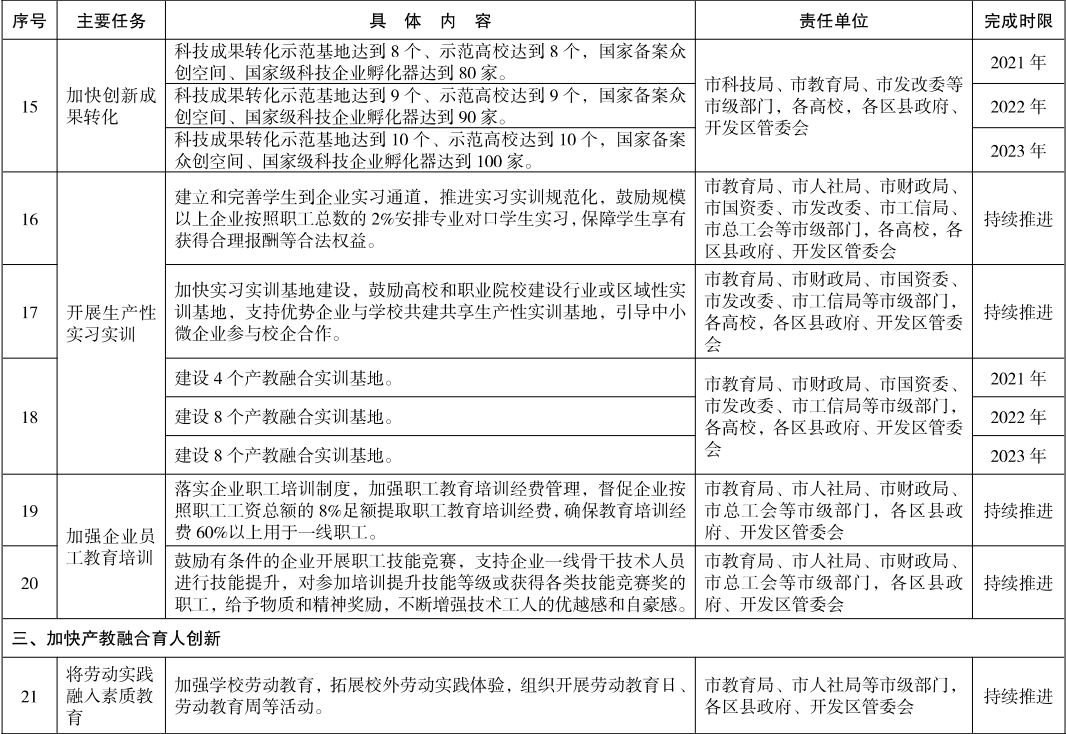 序号 主要任务 具体内容 责任单位 完成时限
15
加快创新成
果转化
科技成果转化示范基地达到 8 个、示范高校达到 8 个，国家备案众
创空间、国家级科技企业孵化器达到 80 家。
科技成果转化示范基地达到 9 个、示范高校达到 9 个，国家备案众
创空间、国家级科技企业孵化器达到 90 家。
科技成果转化示范基地达到 10 个、示范高校达到 10 个，国家备案
众创空间、国家级科技企业孵化器达到 100 家。
市科技局、市教育局、市发改委等
市级部门，各高校，各区县政府、
开发区管委会
2021 年
2022 年
2023 年
16
开展生产性
实习实训
建立和完善学生到企业实习通道，推进实习实训规范化，鼓励规模
以上企业按照职工总数的 2%安排专业对口学生实习，保障学生享有
获得合理报酬等合法权益。
市教育局、市人社局、市财政局、
市国资委、市发改委、市工信局、
市总工会等市级部门，各高校，各
区县政府、开发区管委会
持续推进
17
加快实习实训基地建设，鼓励高校和职业院校建设行业或区域性实
训基地，支持优势企业与学校共建共享生产性实训基地，引导中小
微企业参与校企合作。
市教育局、市财政局、市国资委、
市发改委、市工信局等市级部门，
各高校，各区县政府、开发区管委
会
持续推进
18
建设 4 个产教融合实训基地。
建设 8 个产教融合实训基地。
建设 8 个产教融合实训基地。
市教育局、市财政局、市国资委、
市发改委、市工信局等市级部门，
各高校，各区县政府、开发区管委
会
2021 年
2022 年
2023 年
19
加强企业员
工教育培训
落实企业职工培训制度，加强职工教育培训经费管理，督促企业按
照职工工资总额的 8%足额提取职工教育培训经费，确保教育培训经
费 60%以上用于一线职工。
市教育局、市人社局、市财政局、
市总工会等市级部门，各区县政
府、开发区管委会
持续推进
20
鼓励有条件的企业开展职工技能竞赛，支持企业一线骨干技术人员
进行技能提升，对参加培训提升技能等级或获得各类技能竞赛奖的
职工，给予物质和精神奖励，不断增强技术工人的优越感和自豪感。
市教育局、市人社局、市财政局、
市总工会等市级部门，各区县政
府、开发区管委会
持续推进
三、加快产教融合育人创新
21
将劳动实践
融入素质教
育
加强学校劳动教育，拓展校外劳动实践体验，组织开展劳动教育日、
劳动教育周等活动。
市教育局、市人社局等市级部门，
各区县政府、开发区管委会
持续推进